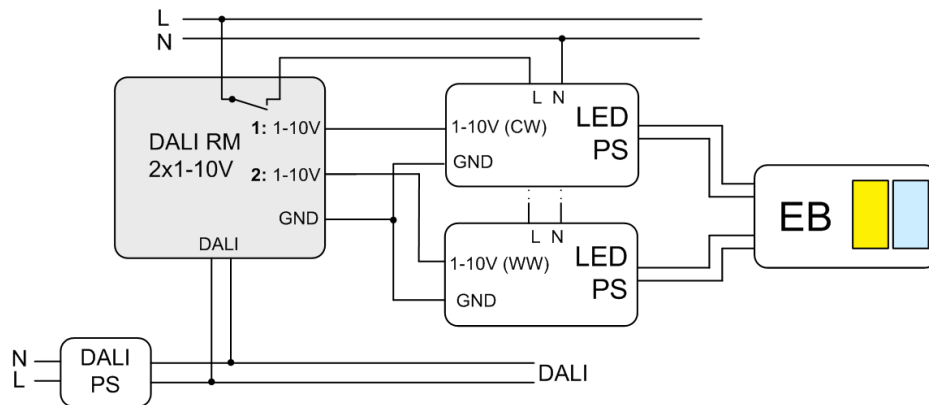 L
N
DALI RM
2x1-10V
1: 1-10V
2: 1-10V
GND
DALI
L N
1-10V (CW)
GND
LED
PS
L N
1-10V (WW)
GND
LED
PS
EB
N
L
DALI
PS
DALI